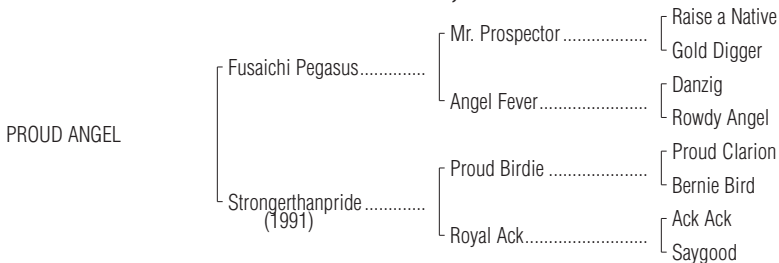 Raise a Native
Mr. Prospector..................
Gold Digger
Fusaichi Pegasus..............
Danzig
Angel Fever.......................
Rowdy Angel
PROUD ANGEL
Proud Clarion
Proud Birdie .....................
Bernie Bird
Strongerthanpride .............
(1991)
Ack Ack
Royal Ack..........................
Saygood